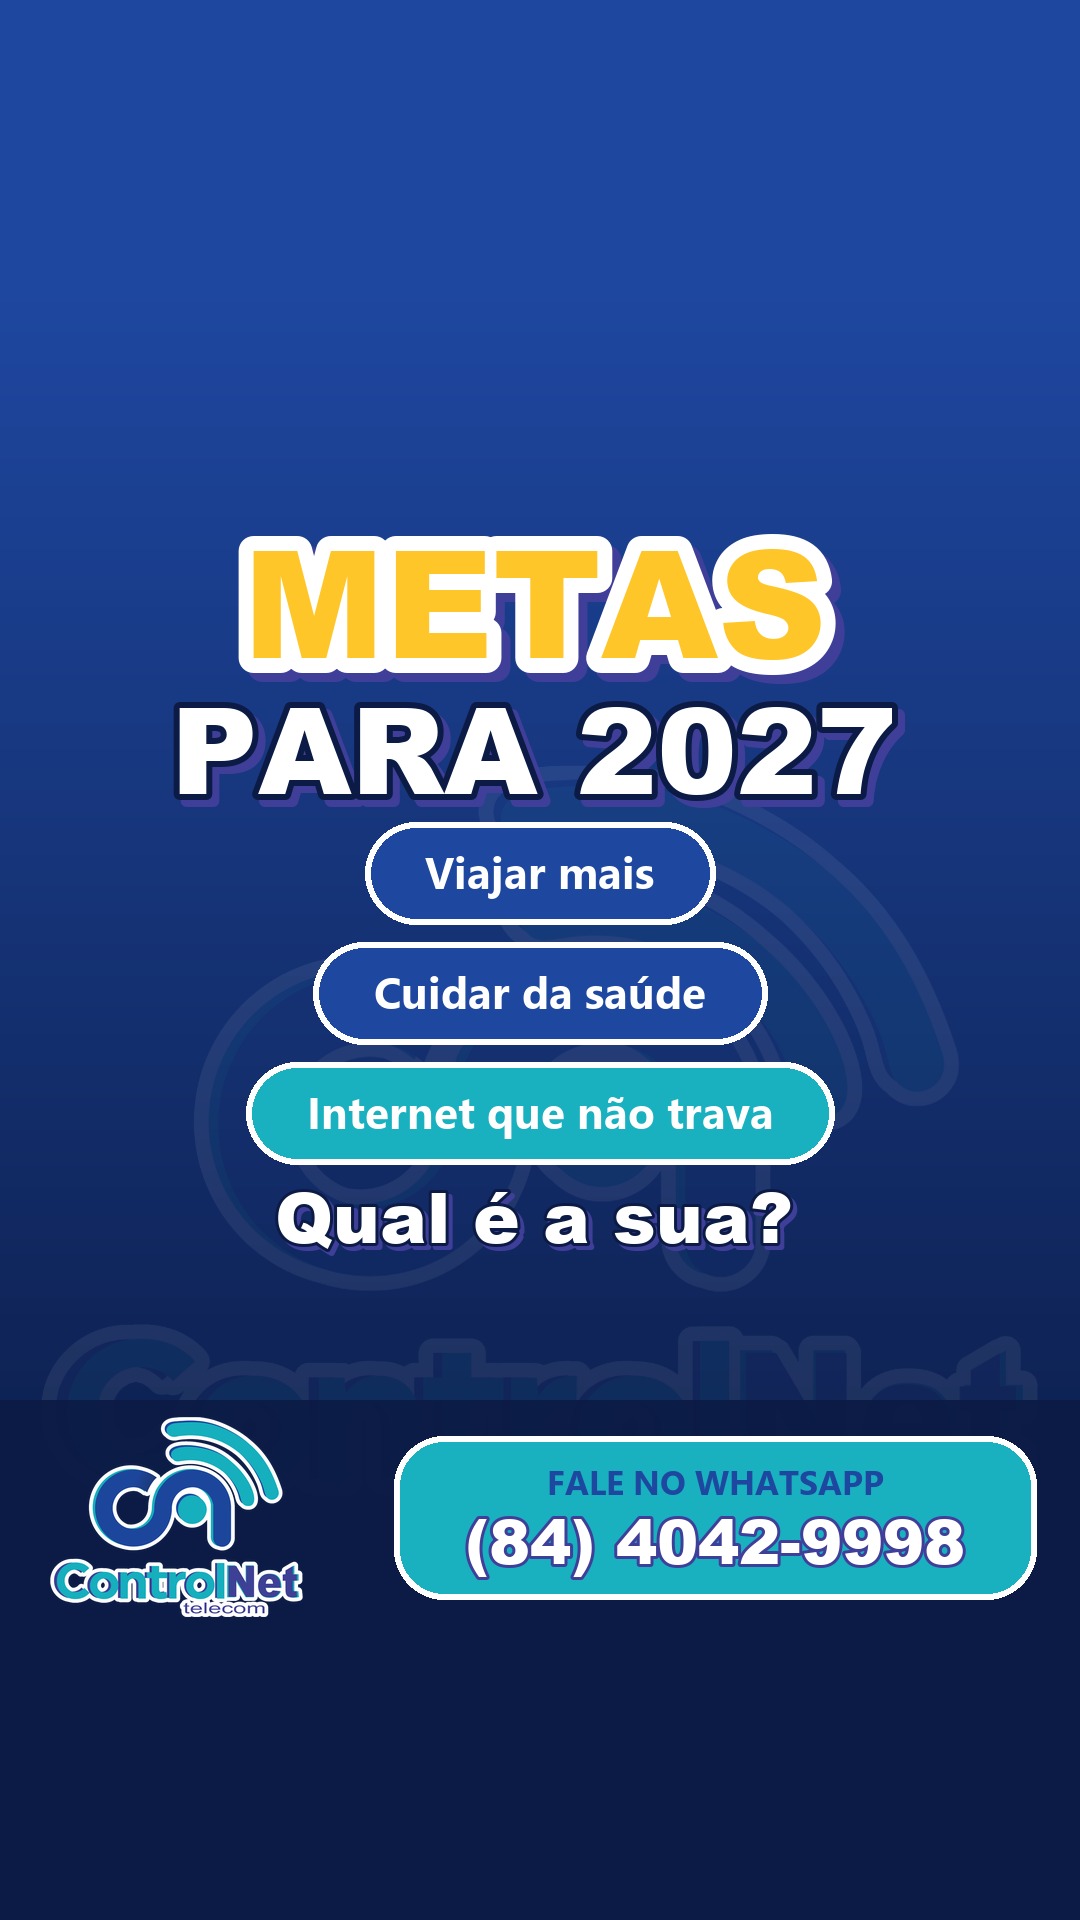 METAS
PARA 2027
Viajar mais
Cuidar da saúde
Internet que não trava
Qual é a sua?
ControlNet
ControlNet
telecom
FALE NO WHATSAPP
(84) 4042-9998